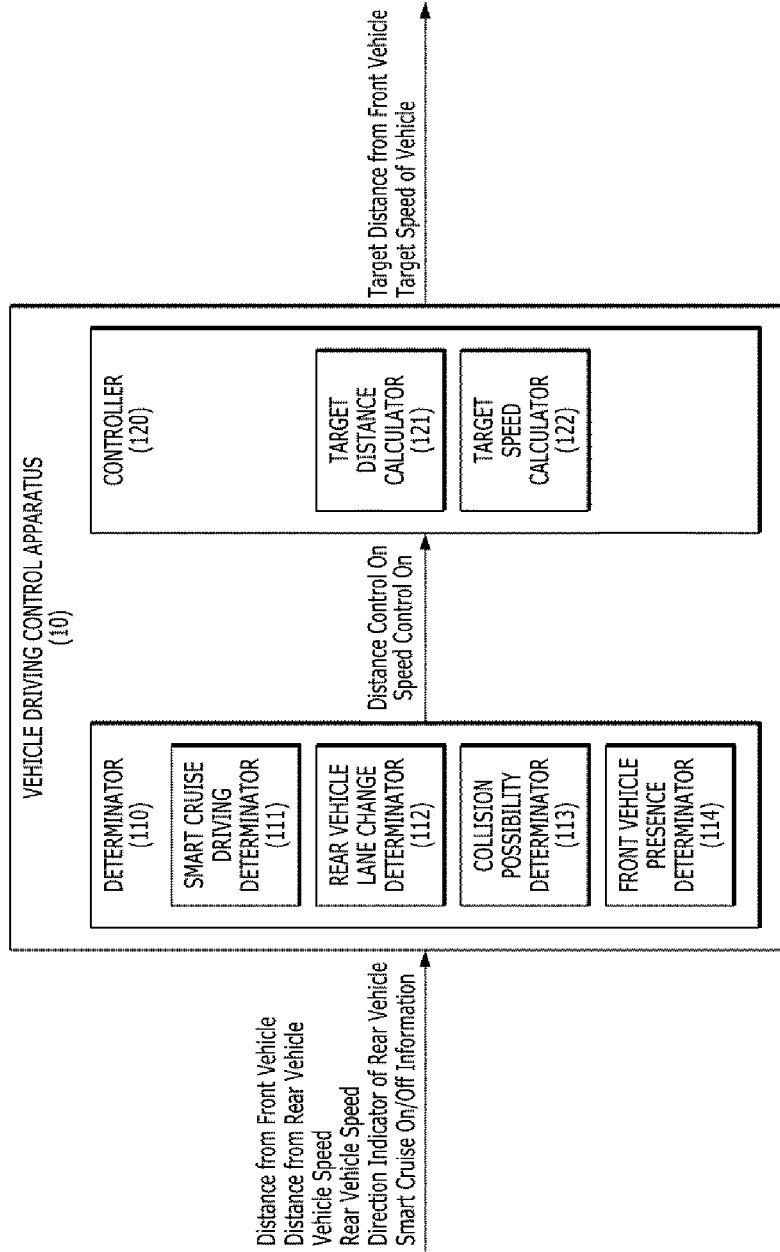 VEHICLE DRIVING CONTROL APPARATUS
(10)
Distance from Front Vehicle
Distance from Rear Vehicle
Vehicle Speed
Rear Vehicle Speed
Direction Indicator of Rear Vehicle
Smart Cruise On/Off Information
DETERMINATOR
(110)
SMART CRUISE
DRIVING
DETERMINATOR
(111)
REAR VEHICLE
LANE CHANGE
DETERMINATOR
(112)
COLLISION
POSSIBILITY
DETERMINATOR
(113)
FRONT VEHICLE
PRESENCE
DETERMINATOR
(114)
Distance Control On
Speed Control On
CONTROLLER
(120)
TARGET
DISTANCE
CALCULATOR
(121)
TARGET
SPEED
CALCULATOR
(122)
Target Distance from Front Vehicle
Target Speed of Vehicle